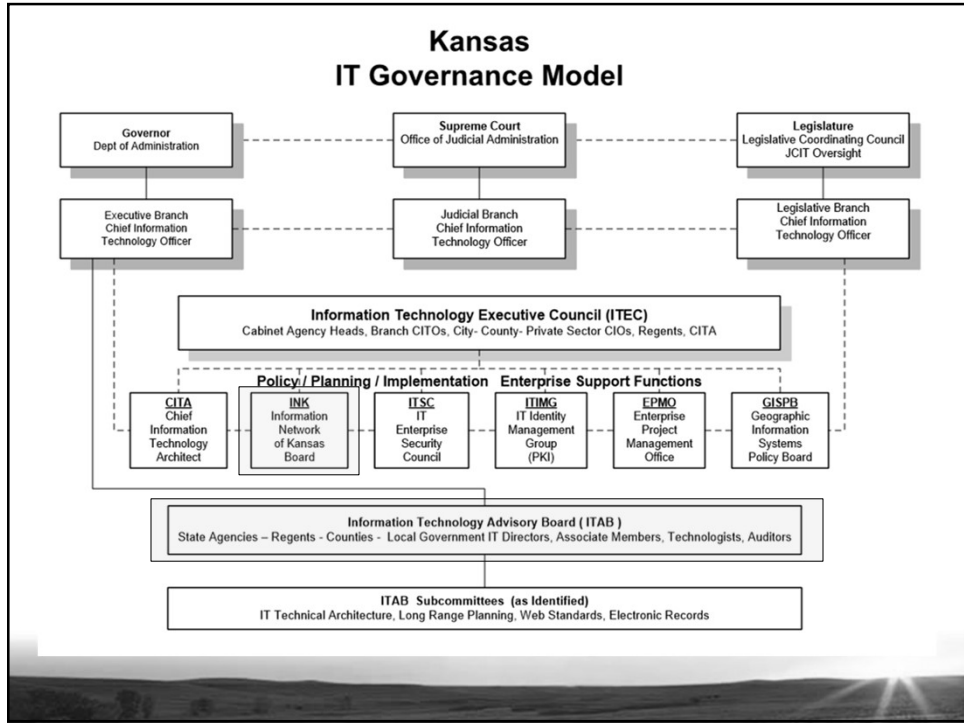 Kansas
IT Governance Model
Governor
Dept of Administration
Supreme Court
Office of Judicial Administration
Legislature
Legislative Coordinating Council
JCIT Oversight
Executive Branch
Chief Information
Technology Officer
Judicial Branch
Chief Information
Technology Officer
Legislative Branch
Chief Information
Technology Officer
Information Technology Executive Council (ITEC)
Cabinet Agency Heads, Branch CITOs, City- County- Private Sector CIOs, Regents, CITA
Policy / Planning / Implementation Enterprise Support Functions
CITA
Chief
Information
Technology
Architect
INK
Information
Network
of Kansas
Board
ITSC
IT
Enterprise
Security
Council
ITIMG
IT Identity
Management
Group
(PKI)
EPMO
Enterprise
Project
Management
Office
GISPB
Geographic
Information
Systems
Policy Board
Information Technology Advisory Board ( ITAB )
State Agencies – Regents - Counties - Local Government IT Directors, Associate Members, Technologists, Auditors
ITAB Subcommittees (as Identified)
IT Technical Architecture, Long Range Planning, Web Standards, Electronic Records